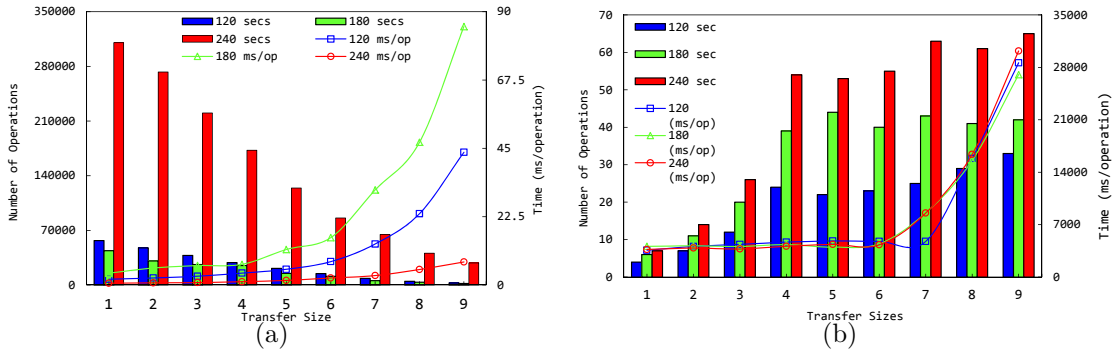 350000
280000
210000
140000
70000
0
Number of Operations
120 secs
180 secs
240 secs
120 ms/op
180 ms/op
240 ms/op
90
67.5
45
22.5
0
Time (ms/operation)
1 2 3 4 5 6 7 8 9
Transfer Size
(a)
70
60
50
40
30
20
10
0
Number of Operations
120 sec
180 sec
240 sec
120
(ms/op)
180
(ms/op)
240
(ms/op)
35000
28000
21000
14000
7000
0
Time (ms/operation)
1 2 3 4 5 6 7 8 9
Transfer Sizes
(b)